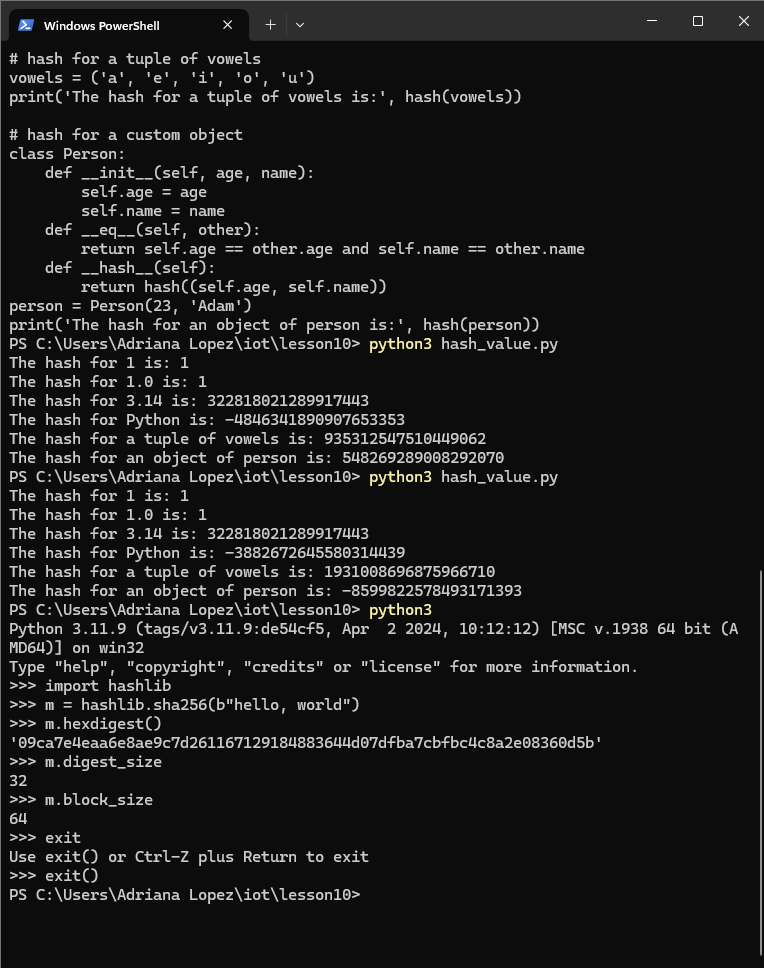 Windows PowerShell
# hash for a tuple of vowels
vowels = ('a', 'e', 'i', 'o', 'u')
print('The hash for a tuple of vowels is:', hash(vowels))

# hash for a custom object
class Person:
    def __init__(self, age, name):
        self.age = age
        self.name = name
    def __eq__(self, other):
        return self.age == other.age and self.name == other.name
    def __hash__(self):
        return hash((self.age, self.name))
person = Person(23, 'Adam')
print('The hash for an object of person is:', hash(person))
PS C:\Users\Adriana Lopez\iot\lesson10> python3 hash_value.py
The hash for 1 is: 1
The hash for 1.0 is: 1
The hash for 3.14 is: 322818021289917443
The hash for Python is: -4846341890907653353
The hash for a tuple of vowels is: 935312547510449062
The hash for an object of person is: 548269289008292070
PS C:\Users\Adriana Lopez\iot\lesson10> python3 hash_value.py
The hash for 1 is: 1
The hash for 1.0 is: 1
The hash for 3.14 is: 322818021289917443
The hash for Python is: -3882672645580314439
The hash for a tuple of vowels is: 1931008696875966710
The hash for an object of person is: -8599822578493171393
PS C:\Users\Adriana Lopez\iot\lesson10> python3
Python 3.11.9 (tags/v3.11.9:de54cf5, Apr  2 2024, 10:12:12) [MSC v.1938 64 bit (A
MD64)] on win32
Type "help", "copyright", "credits" or "license" for more information.
>>> import hashlib
>>> m = hashlib.sha256(b"hello, world")
>>> m.hexdigest()
'09ca7e4eaa6e8ae9c7d261167129184883644d07dfba7cbfbc4c8a2e08360d5b'
>>> m.digest_size
32
>>> m.block_size
64
>>> exit
Use exit() or Ctrl-Z plus Return to exit
>>> exit()
PS C:\Users\Adriana Lopez\iot\lesson10>